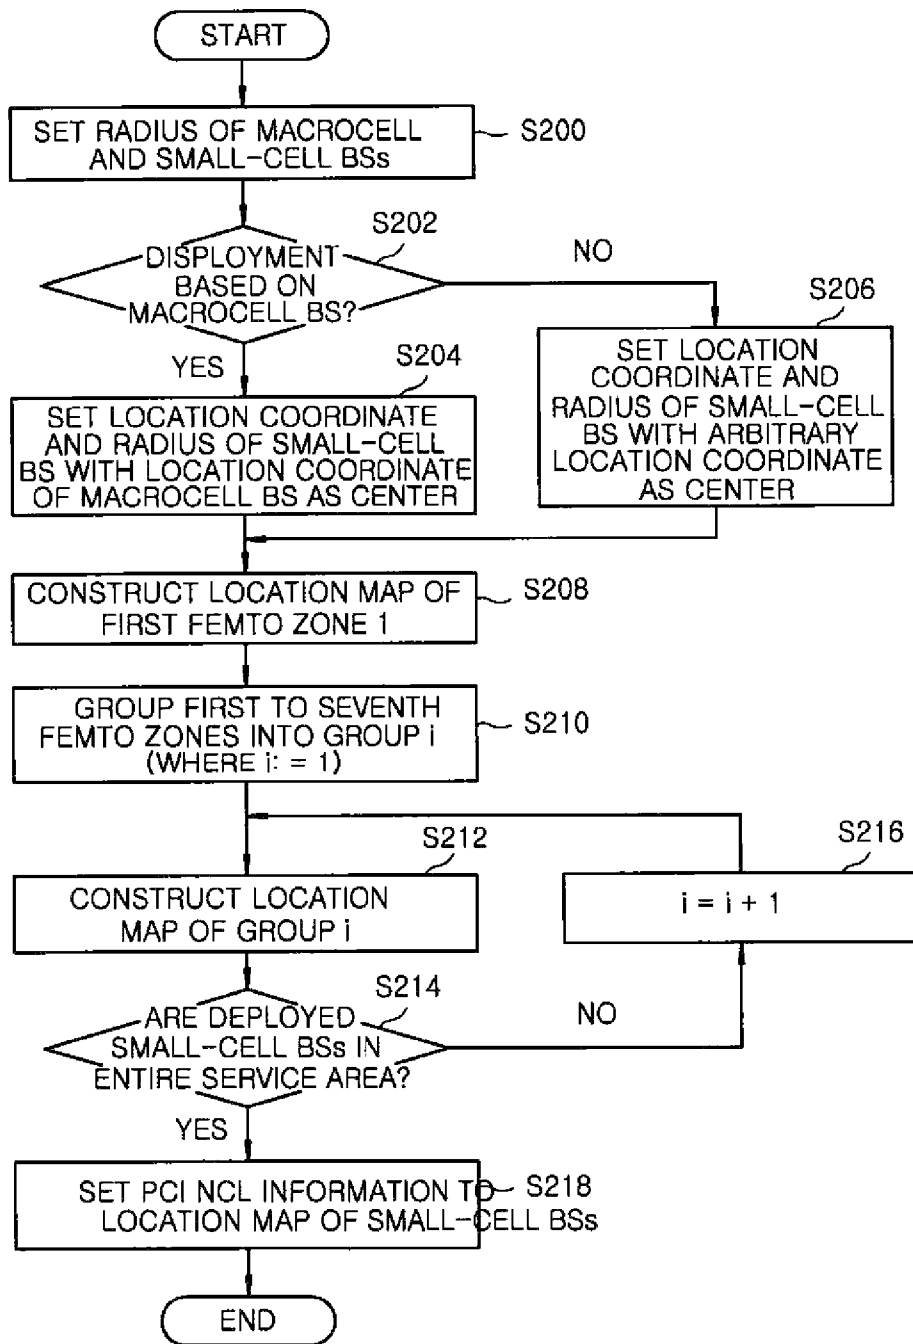 START
SET RADIUS OF MACROCELL
AND SMALL-CELL BSs
S200
S202
DISPLOYMENT
BASED ON
MACROCELL BS?
NO
YES
S204
SET LOCATION COORDINATE
AND RADIUS OF SMALL-CELL
BS WITH LOCATION COORDINATE
OF MACROCELL BS AS CENTER
S206
SET LOCATION
COORDINATE AND
RADIUS OF SMALL-CELL
BS WITH ARBITRARY
LOCATION COORDINATE
AS CENTER
CONSTRUCT LOCATION MAP OF
FIRST FEMTO ZONE 1
S208
GROUP FIRST TO SEVENTH
FEMTO ZONES INTO GROUP i
(WHERE i: = 1)
S210
S212
CONSTRUCT LOCATION
MAP OF GROUP i
S216
i = i + 1
S214
ARE DEPLOYED
SMALL-CELL BSs IN
ENTIRE SERVICE AREA?
NO
YES
SET PCI NCL INFORMATION TO
LOCATION MAP OF SMALL-CELL BSs
S218
END